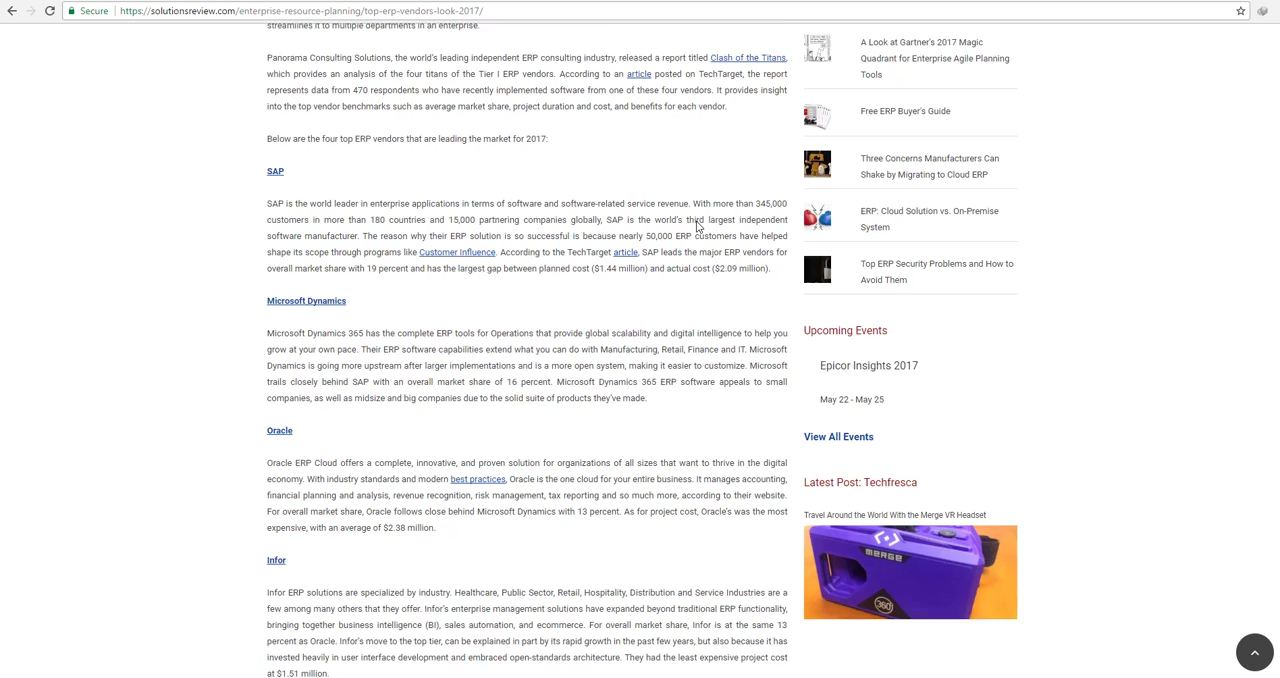 Secure https://solutionsreview.com/enterprise-resource-planning/top-erp-vendors-look-2017/
streamlines it to multiple departments in an enterprise.
Panorama Consulting Solutions, the world's leading independent ERP consulting industry, released a report titled Clash of the Titans,
which provides an analysis of the four titans of the Tier I ERP vendors. According to an article posted on TechTarget, the report
represents data from 470 respondents who have recently implemented software from one of these four vendors. It provides insight
into the top vendor benchmarks such as average market share, project duration and cost, and benefits for each vendor.
Below are the four top ERP vendors that are leading the market for 2017:
SAP
SAP is the world leader in enterprise applications in terms of software and software-related service revenue. With more than 345,000
customers in more than 180 countries and 15,000 partnering companies globally, SAP is the world's third largest independent
software manufacturer. The reason why their ERP solution is so successful is because nearly 50,000 ERP customers have helped
shape its scope through programs like Customer Influence. According to the TechTarget article, SAP leads the major ERP vendors for
overall market share with 19 percent and has the largest gap between planned cost ($1.44 million) and actual cost ($2.09 million).
Microsoft Dynamics
Microsoft Dynamics 365 has the complete ERP tools for Operations that provide global scalability and digital intelligence to help you
grow at your own pace. Their ERP software capabilities extend what you can do with Manufacturing, Retail, Finance and IT. Microsoft
Dynamics is going more upstream after larger implementations and is a more open system, making it easier to customize. Microsoft
trails closely behind SAP with an overall market share of 16 percent. Microsoft Dynamics 365 ERP software appeals to small
companies, as well as midsize and big companies due to the solid suite of products they've made.
Oracle
Oracle ERP Cloud offers a complete, innovative, and proven solution for organizations of all sizes that want to thrive in the digital
economy. With industry standards and modern best practices, Oracle is the one cloud for your entire business. It manages accounting,
financial planning and analysis, revenue recognition, risk management, tax reporting and so much more, according to their website.
For overall market share, Oracle follows close behind Microsoft Dynamics with 13 percent. As for project cost, Oracle's was the most
expensive, with an average of $2.38 million.
Infor
Infor ERP solutions are specialized by industry. Healthcare, Public Sector, Retail, Hospitality, Distribution and Service Industries are a
few among many others that they offer. Infor's enterprise management solutions have expanded beyond traditional ERP functionality,
bringing together business intelligence (BI), sales automation, and ecommerce. For overall market share, Infor is at the same 13
percent as Oracle. Infor's move to the top tier, can be explained in part by its rapid growth in the past few years, but also because it has
invested heavily in user interface development and embraced open-standards architecture. They had the least expensive project cost
at $1.51 million.
A Look at Gartner's 2017 Magic
Quadrant for Enterprise Agile Planning
Tools
Free ERP Buyer's Guide
Three Concerns Manufacturers Can
Shake by Migrating to Cloud ERP
ERP: Cloud Solution vs. On-Premise
System
Top ERP Security Problems and How to
Avoid Them
Upcoming Events
Epicor Insights 2017
May 22 - May 25
View All Events
Latest Post: Techfresca
Travel Around the World With the Merge VR Headset
MERGE
360